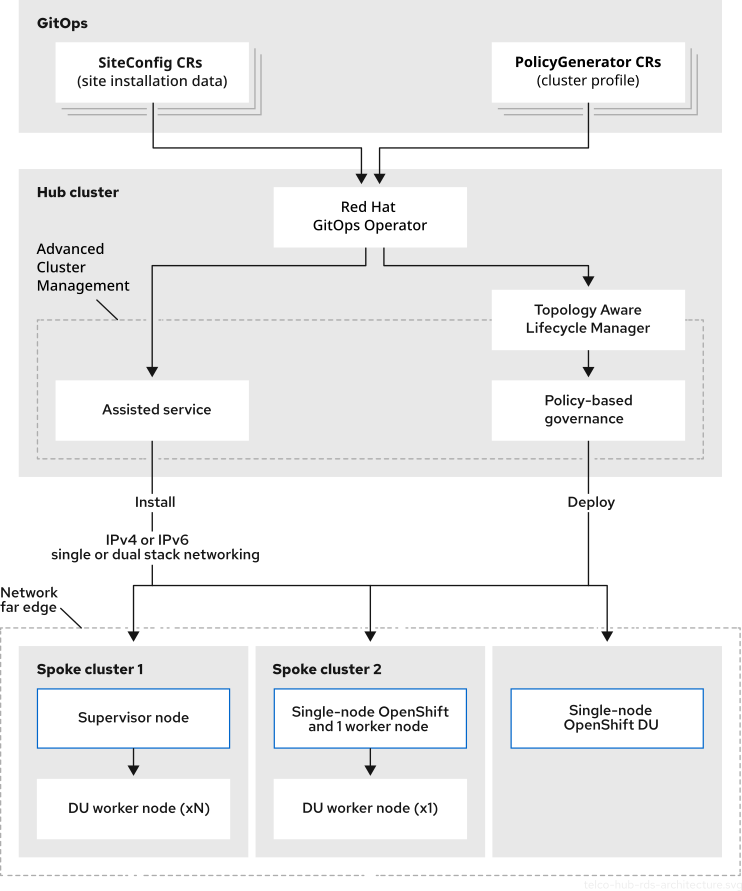 GitOps
SiteConfig CRs
(site installation data)
PolicyGenerator CRs
(cluster profile)
Hub cluster
Red Hat
GitOps Operator
Advanced
Cluster
Management
Topology Aware
Lifecycle Manager
Assisted service
Policy-based
governance
Install
Deploy
IPv4 or IPv6
single or dual stack networking
Network
far edge
Spoke cluster 1
Supervisor node
DU worker node (xN)
Spoke cluster 2
Single-node OpenShift
and 1 worker node
DU worker node (x1)
Single-node
OpenShift DU
telco-hub-rds-architecture.svg